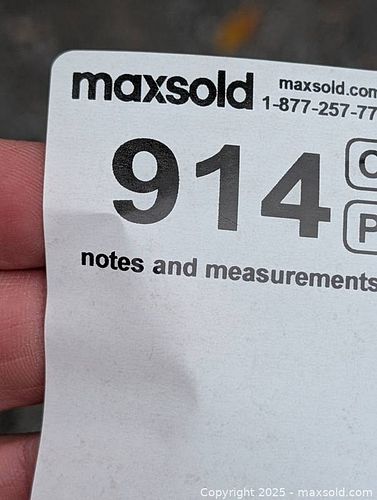 maxsold
maxsold.com
1-877-257-77
914
notes and measurements
Copyright © 2025 - maxsold.com